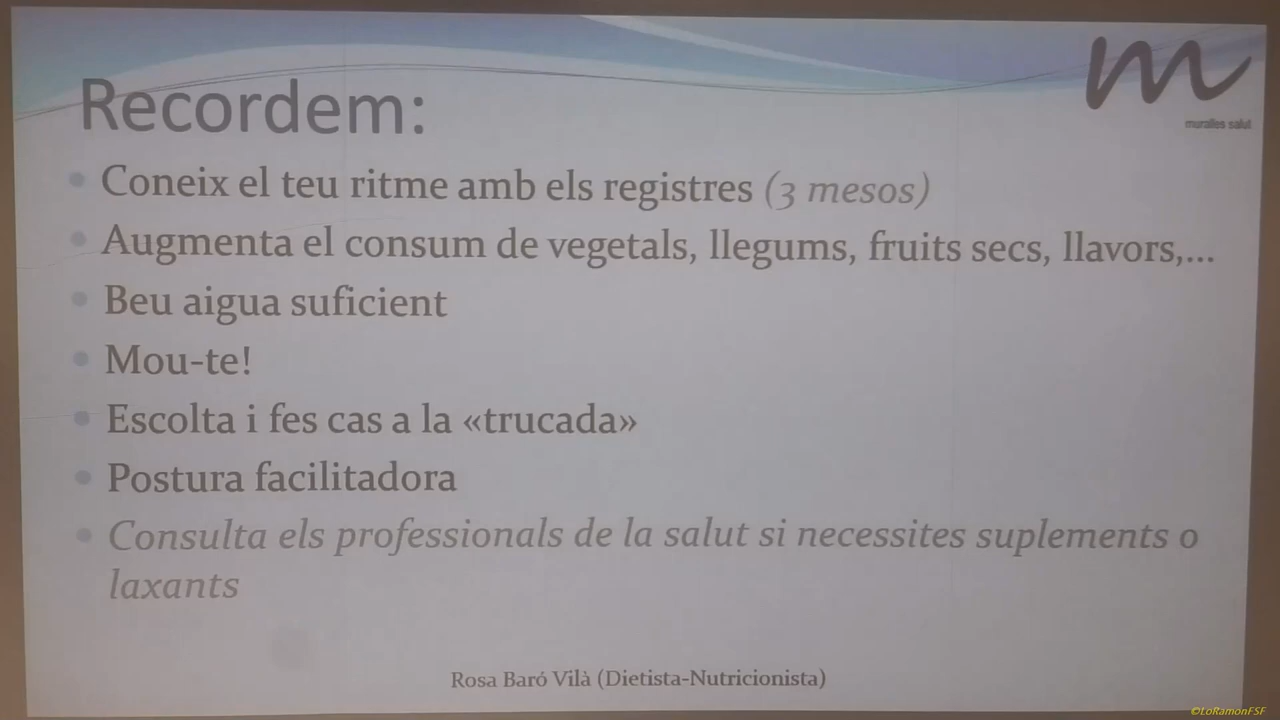 muralles salut
Recordem:
Coneix el teu ritme amb els registres (3 mesos)
Augmenta el consum de vegetals, llegums, fruits secs, llavors,...
Beu aigua suficient
Mou-te!
Escolta i fes cas a la «trucada»
Postura facilitadora
Consulta els professionals de la salut si necessites suplements o
laxants
Rosa Baró Vilà (Dietista-Nutricionista)
©LoRamonFSF